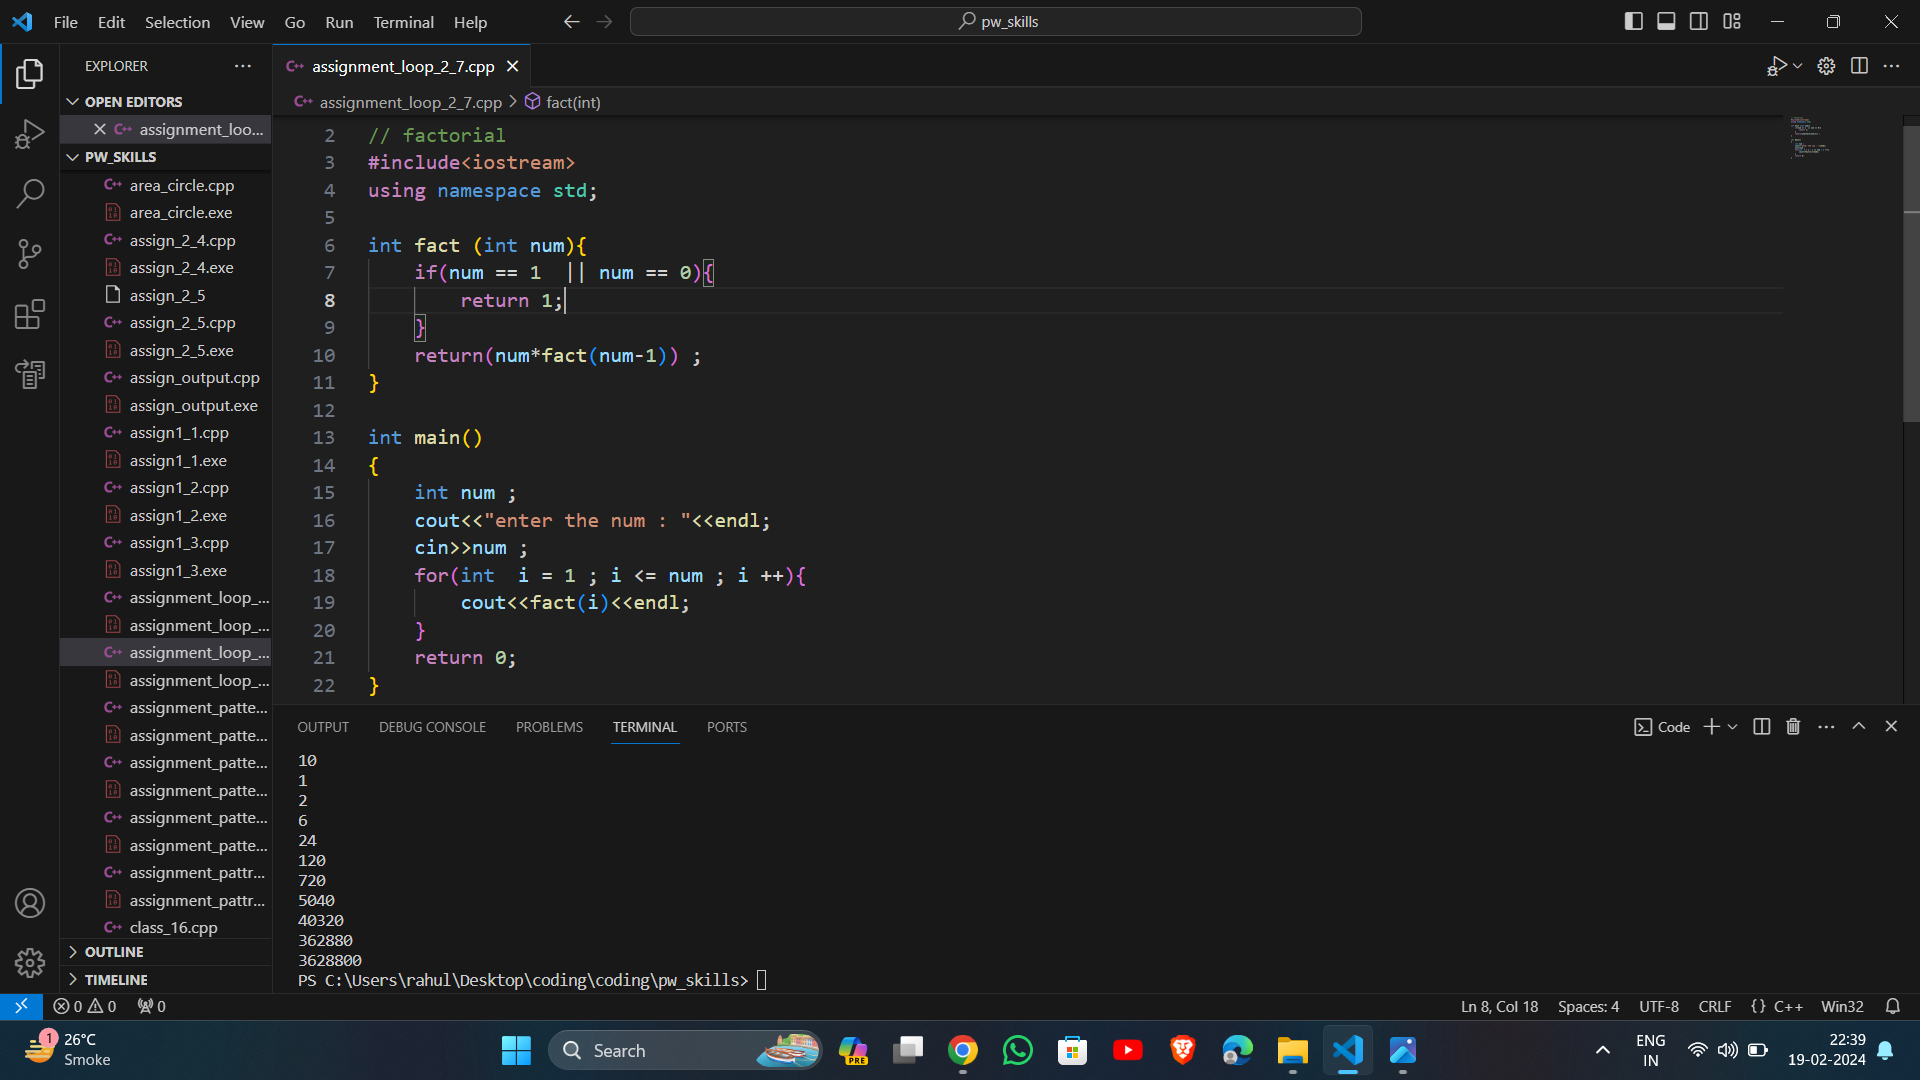 File Edit Selection View Go Run Terminal Help
pw_skills
EXPLORER
OPEN EDITORS
assignment_loo...
PW_SKILLS
area_circle.cpp
area_circle.exe
assign_2_4.cpp
assign_2_4.exe
assign_2_5
assign_2_5.cpp
assign_2_5.exe
assign_output.cpp
assign_output.exe
assign1_1.cpp
assign1_1.exe
assign1_2.cpp
assign1_2.exe
assign1_3.cpp
assign1_3.exe
assignment_loop_...
assignment_loop_...
assignment_loop_...
assignment_loop_...
assignment_patte...
assignment_patte...
assignment_patte...
assignment_patte...
assignment_patte...
assignment_patte...
assignment_pattr...
assignment_pattr...
class_16.cpp
OUTLINE
TIMELINE
assignment_loop_2_7.cpp
assignment_loop_2_7.cpp > fact(int)
2 // factorial
3 #include<iostream>
4 using namespace std;
5
6 int fact (int num){
7 if(num == 1  || num == 0){
8 return 1;
9 }
10 return(num*fact(num-1)) ;
11 }
12
13 int main()
14 {
15 int num ;
16 cout<<"enter the num : "<<endl;
17 cin>>num ;
18 for(int  i = 1 ; i <= num ; i ++){
19 cout<<fact(i)<<endl;
20 }
21 return 0;
22 }
OUTPUT DEBUG CONSOLE PROBLEMS TERMINAL PORTS
Code
10
1
2
6
24
120
720
5040
40320
362880
3628800
PS C:\Users\rahul\Desktop\coding\coding\pw_skills>
0 0 0
Ln 8, Col 18 Spaces: 4 UTF-8 CRLF {} C++ Win32
1
26°C
Smoke
Search
PRE
ENG
IN
22:39
19-02-2024